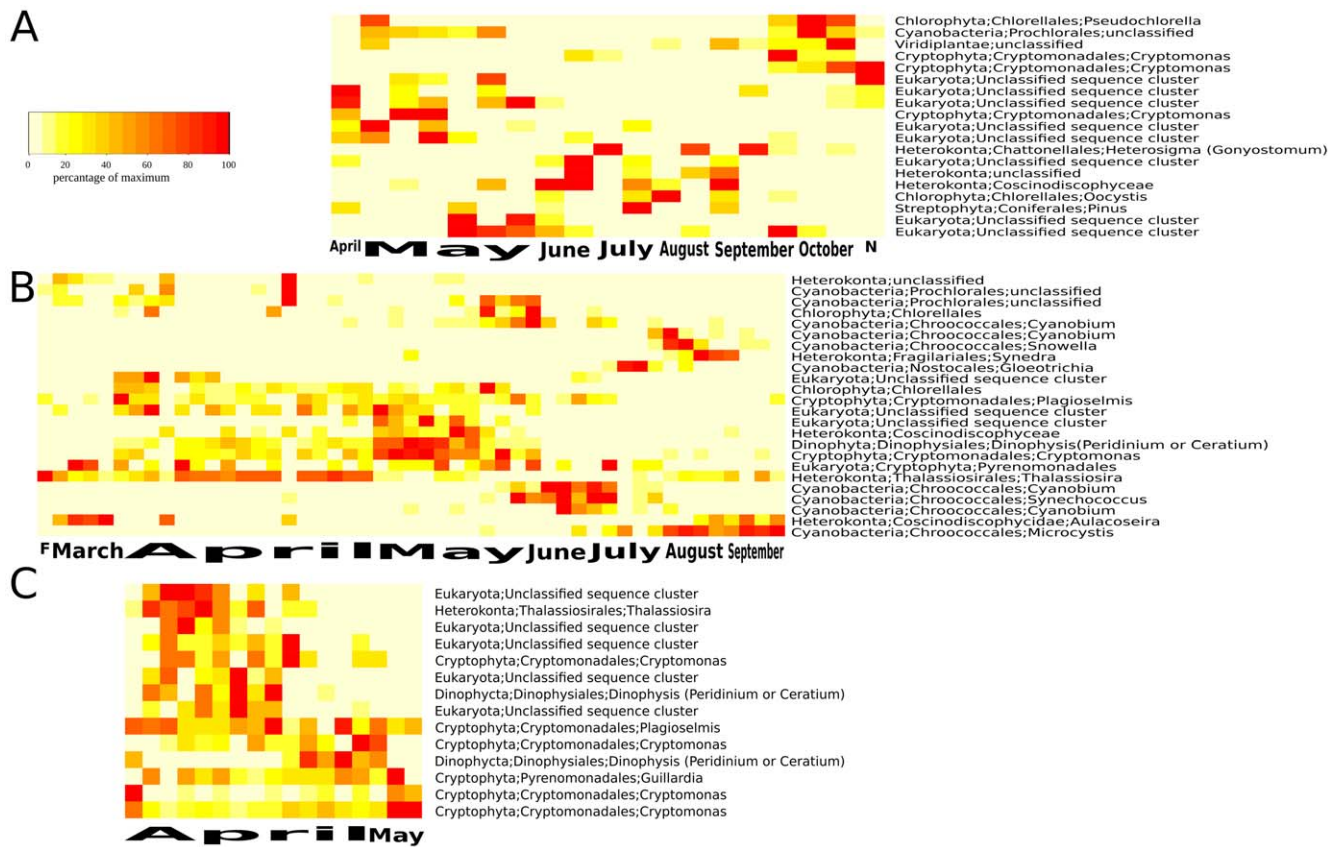 A
Chlorophyta;Chlorellales;Pseudochlorella
Cyanobacteria;Prochlorales;unclassified
Viridiplantae;unclassified
Cryptophyta;Cryptomonadales;Cryptomonas
Cryptophyta;Cryptomonadales;Cryptomonas
Eukaryota;Unclassified sequence cluster
Eukaryota;Unclassified sequence cluster
Eukaryota;Unclassified sequence cluster
Cryptophyta;Cryptomonadales;Cryptomonas
Eukaryota;Unclassified sequence cluster
Eukaryota;Unclassified sequence cluster
Heterokonta;Chattonellales;Heterosigma (Gonyostomum)
Eukaryota;Unclassified sequence cluster
Heterokonta;unclassified
Heterokonta;Coscinodiscophyceae
Chlorophyta;Chlorellales;Oocystis
Streptophyta;Coniferales;Pinus
Eukaryota;Unclassified sequence cluster
Eukaryota;Unclassified sequence cluster
0 20 40 60 80 100
percentage of maximum
April May June July August September October N
B
Heterokonta;unclassified
Cyanobacteria;Prochlorales;unclassified
Cyanobacteria;Prochlorales;unclassified
Chlorophyta;Chlorellales
Cyanobacteria;Chroococcales;Cyanobium
Cyanobacteria;Chroococcales;Cyanobium
Cyanobacteria;Chroococcales;Snowella
Heterokonta;Fragilariales;Synedra
Cyanobacteria;Nostocales;Gloeotrichia
Eukaryota;Unclassified sequence cluster
Chlorophyta;Chlorellales
Cryptophyta;Cryptomonadales;Plagioselmis
Eukaryota;Unclassified sequence cluster
Eukaryota;Unclassified sequence cluster
Heterokonta;Coscinodiscophyceae
Dinophyta;Dinophysiales;Dinophysis(Peridinium or Ceratium)
Cryptophyta;Cryptomonadales;Cryptomonas
Eukaryota;Cryptophyta;Pyrenomonadales
Heterokonta;Thalassiosirales;Thalassiosira
Cyanobacteria;Chroococcales;Cyanobium
Cyanobacteria;Chroococcales;Synechococcus
Cyanobacteria;Chroococcales;Cyanobium
Heterokonta;Coscinodiscophycidae;Aulacoseira
Cyanobacteria;Chroococcales;Microcystis
F March April May June July August September
C
Eukaryota;Unclassified sequence cluster
Heterokonta;Thalassiosirales;Thalassiosira
Eukaryota;Unclassified sequence cluster
Eukaryota;Unclassified sequence cluster
Cryptophyta;Cryptomonadales;Cryptomonas
Eukaryota;Unclassified sequence cluster
Dinophycta;Dinophysiales;Dinophysis (Peridinium or Ceratium)
Eukaryota;Unclassified sequence cluster
Cryptophyta;Cryptomonadales;Plagioselmis
Cryptophyta;Cryptomonadales;Cryptomonas
Dinophycta;Dinophysiales;Dinophysis (Peridinium or Ceratium)
Cryptophyta;Pyrenomonadales;Guillardia
Cryptophyta;Cryptomonadales;Cryptomonas
Cryptophyta;Cryptomonadales;Cryptomonas
April May